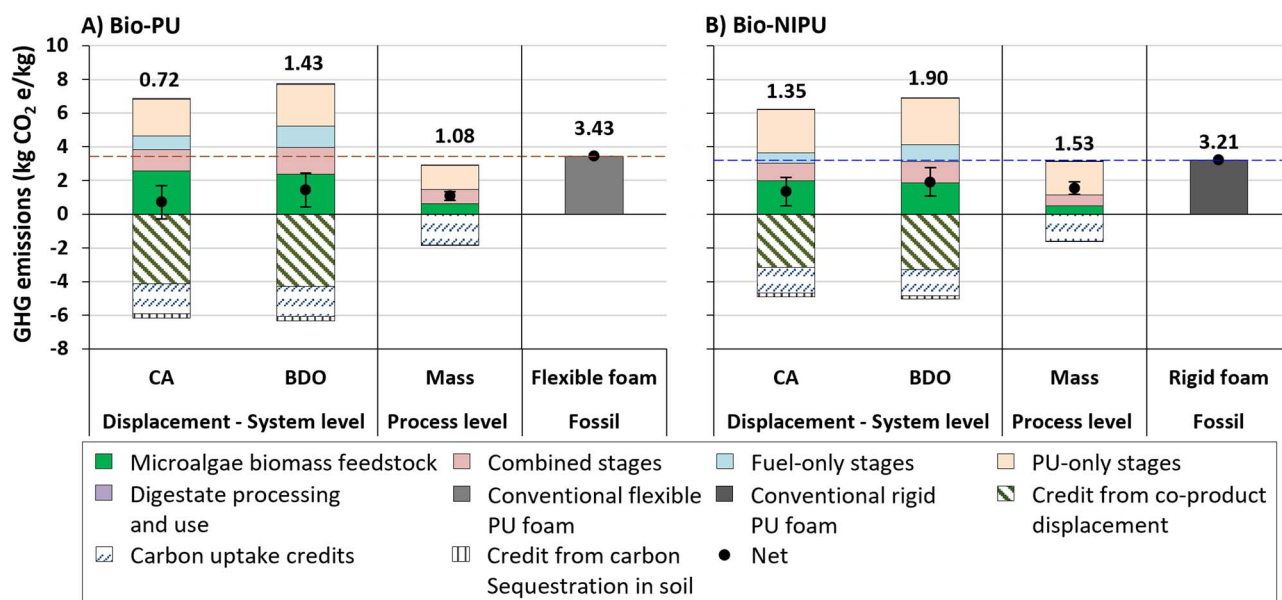 A) Bio-PU
B) Bio-NIPU
GHG emissions (kg CO₂ e/kg)
10
8
6
4
2
0
-2
-4
-6
-8
0.72
1.43
1.08
3.43
1.35
1.90
1.53
3.21
CA BDO Mass Flexible foam
Displacement - System level Process level Fossil
CA BDO Mass Rigid foam
Displacement - System level Process level Fossil
Microalgae biomass feedstock
Combined stages
Fuel-only stages
PU-only stages
Digestate processing
and use
Conventional flexible
PU foam
Conventional rigid
PU foam
Credit from co-product
displacement
Carbon uptake credits
Credit from carbon
Sequestration in soil
Net